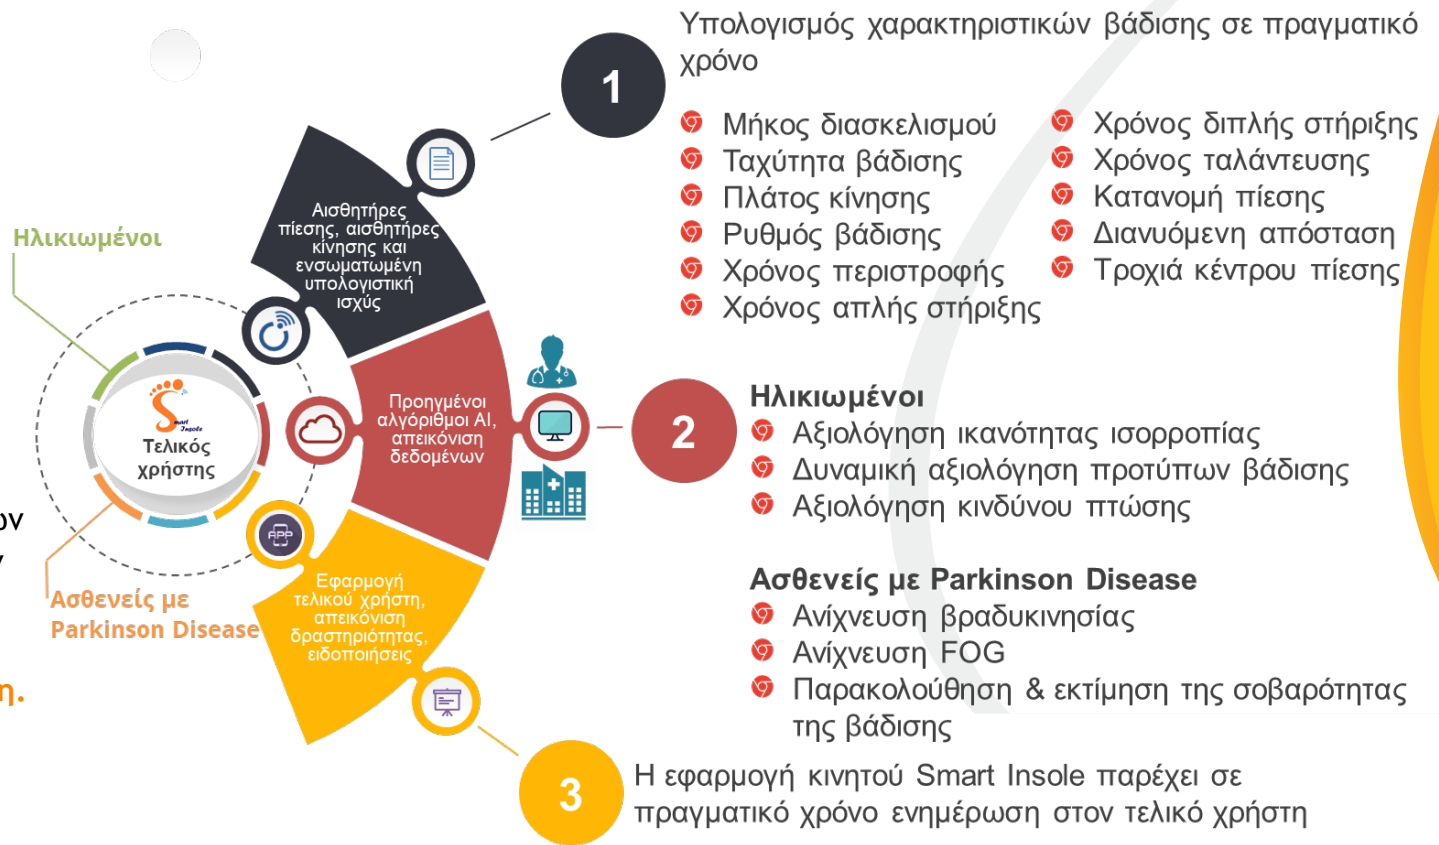 Υπολογισμός χαρακτηριστικών βάδισης σε πραγματικό
χρόνο
1
Μήκος διασκελισμού
Ταχύτητα βάδισης
Πλάτος κίνησης
Ρυθμός βάδισης
Χρόνος περιστροφής
Χρόνος απλής στήριξης
Χρόνος διπλής στήριξης
Χρόνος ταλάντευσης
Κατανομή πίεσης
Διανυόμενη απόσταση
Τροχιά κέντρου πίεσης
Αισθητήρες
πίεσης, αισθητήρες
κίνησης και
ενσωματωμένη
υπολογιστική
ισχύς
Ηλικιωμένοι
Smart
Insole
Τελικός
χρήστης
Προηγμένοι
αλγόριθμοι AI,
απεικόνιση
δεδομένων
2
Ηλικιωμένοι
Αξιολόγηση ικανότητας ισορροπίας
Δυναμική αξιολόγηση προτύπων βάδισης
Αξιολόγηση κινδύνου πτώσης
Ασθενείς με Parkinson Disease
Ανίχνευση βραδυκινησίας
Ανίχνευση FOG
Παρακολούθηση & εκτίμηση της σοβαρότητας
της βάδισης
ων
ν
Ασθενείς με
Parkinson Disease
η.
APP
Εφαρμογή
τελικού χρήστη,
απεικόνιση
δραστηριότητας,
ειδοποιήσεις
3
Η εφαρμογή κινητού Smart Insole παρέχει σε
πραγματικό χρόνο ενημέρωση στον τελικό χρήστη